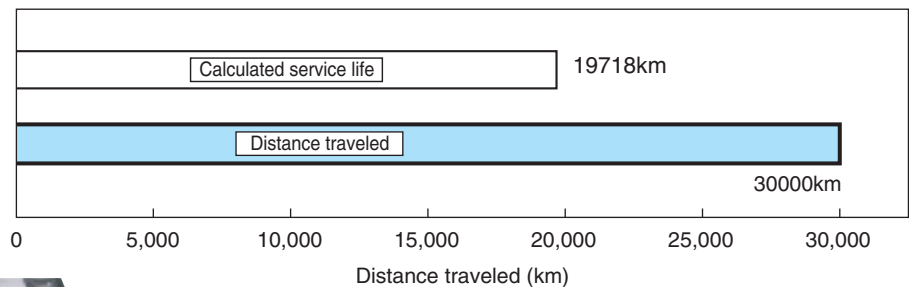 Calculated service life
19718km
Distance traveled
30000km
0 5,000 10,000 15,000 20,000 25,000 30,000
Distance traveled (km)